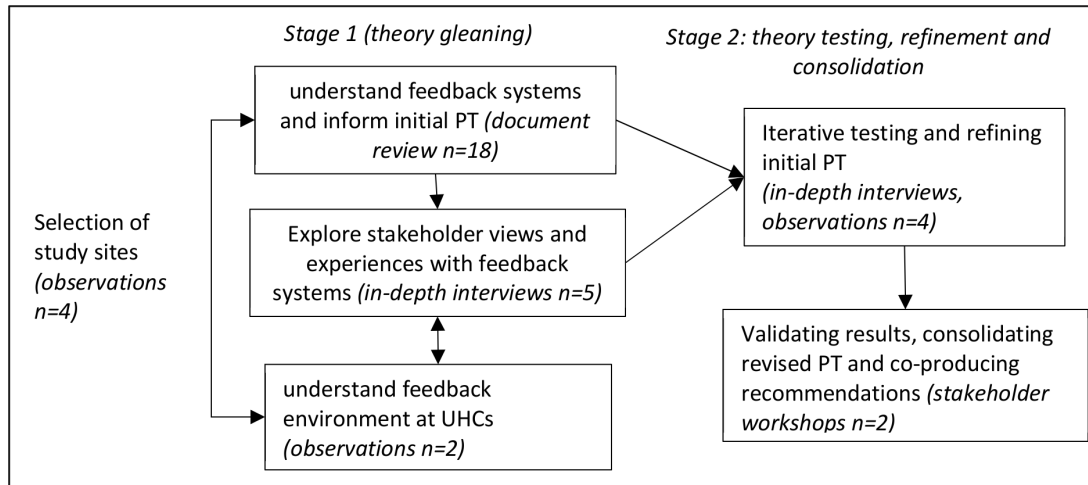 Stage 1 (theory gleaning)
understand feedback systems
and inform initial PT (document
review n=18)
Explore stakeholder views and
experiences with feedback
systems (in-depth interviews n=5)
understand feedback
environment at UHCs
(observations n=2)
Selection of
study sites
(observations
n=4)
Stage 2: theory testing, refinement and
consolidation
Iterative testing and refining
initial PT
(in-depth interviews,
observations n=4)
Validating results, consolidating
revised PT and co-producing
recommendations (stakeholder
workshops n=2)